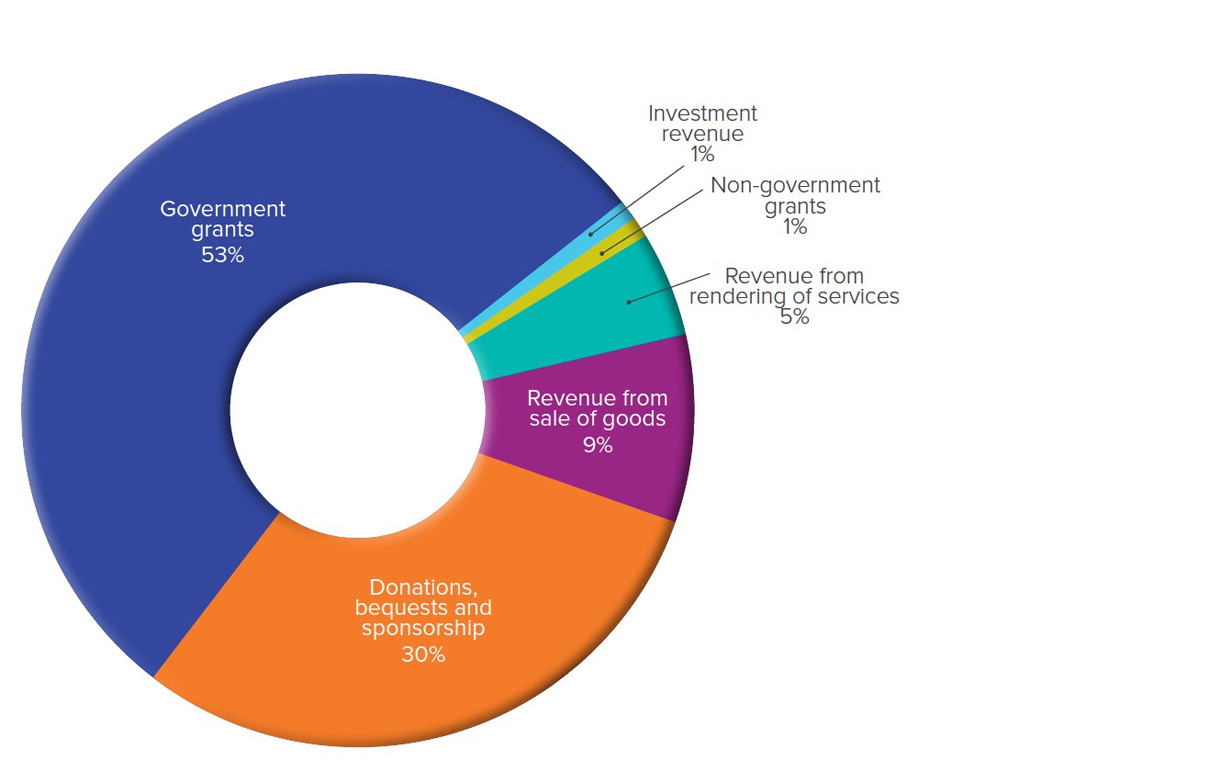 Investment
revenue
1%
Non-government
grants
1%
Government
grants
53%
Revenue from
rendering of services
5%
Revenue from
sale of goods
9%
Donations,
bequests and
sponsorship
30%